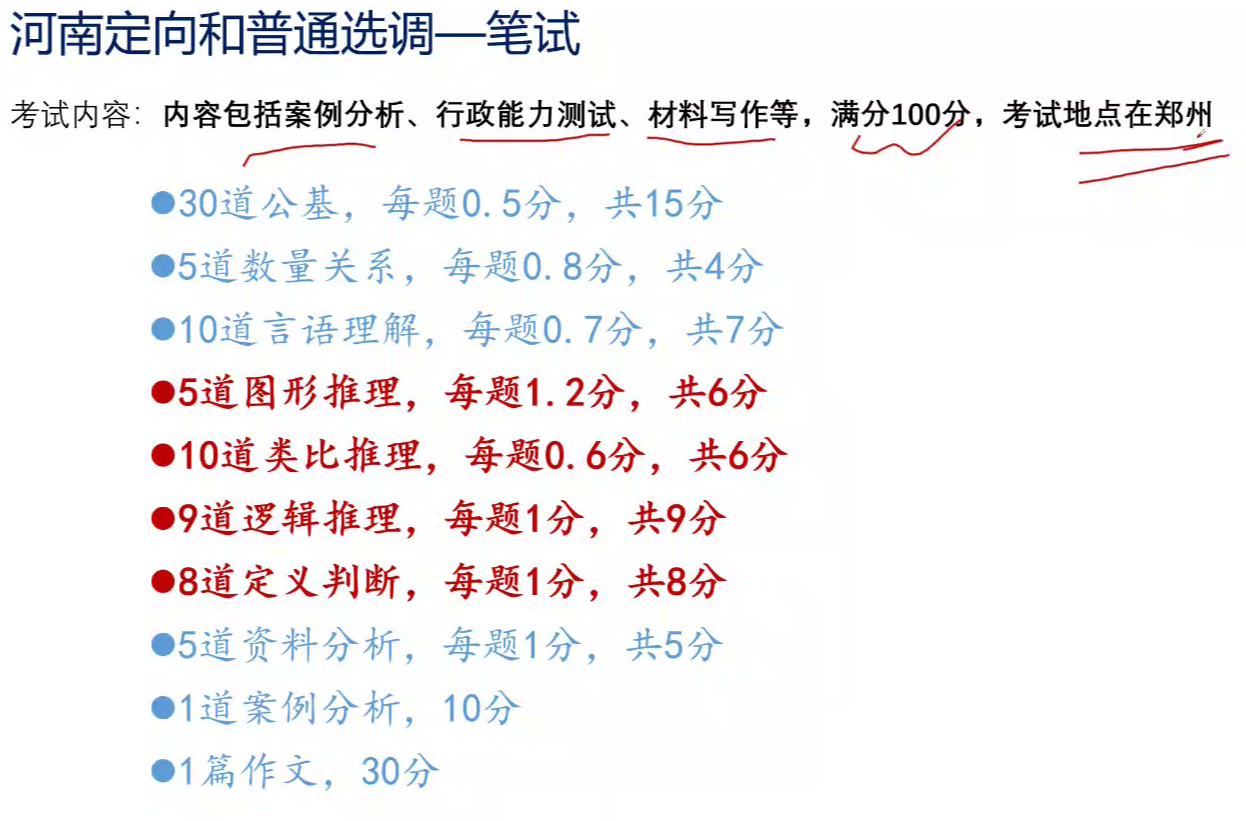 河南定向和普通选调—笔试
考试内容：内容包括案例分析、行政能力测试、材料写作等，满分100分，考试地点在郑州
●30道公基，每题0.5分，共15分
●5道数量关系，每题0.8分，共4分
●10道言语理解，每题0.7分，共7分
●5道图形推理，每题1.2分，共6分
●10道类比推理，每题0.6分，共6分
●9道逻辑推理，每题1分，共9分
●8道定义判断，每题1分，共8分
●5道资料分析，每题1分，共5分
●1道案例分析，10分
●1篇作文，30分